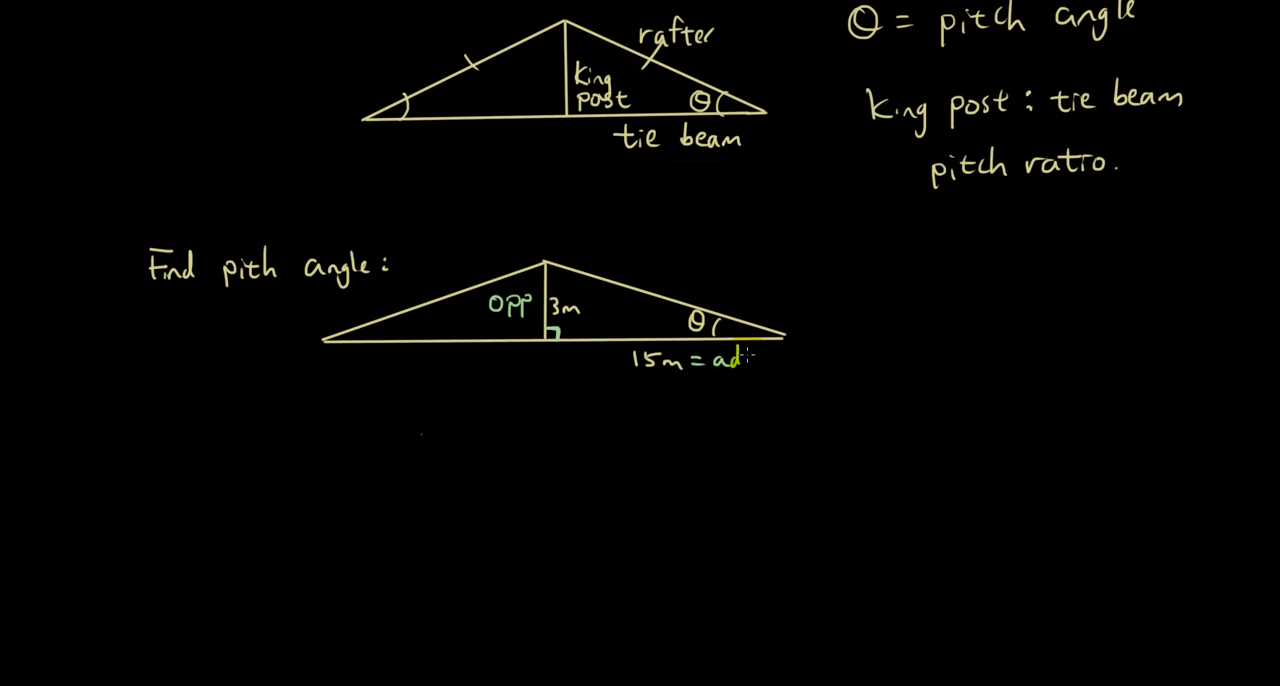 θ = pitch angle
rafter
king
post
θ
tie beam
king post : tie beam
pitch ratio.
Find pith angle :
opp
3m
θ
15m = ad